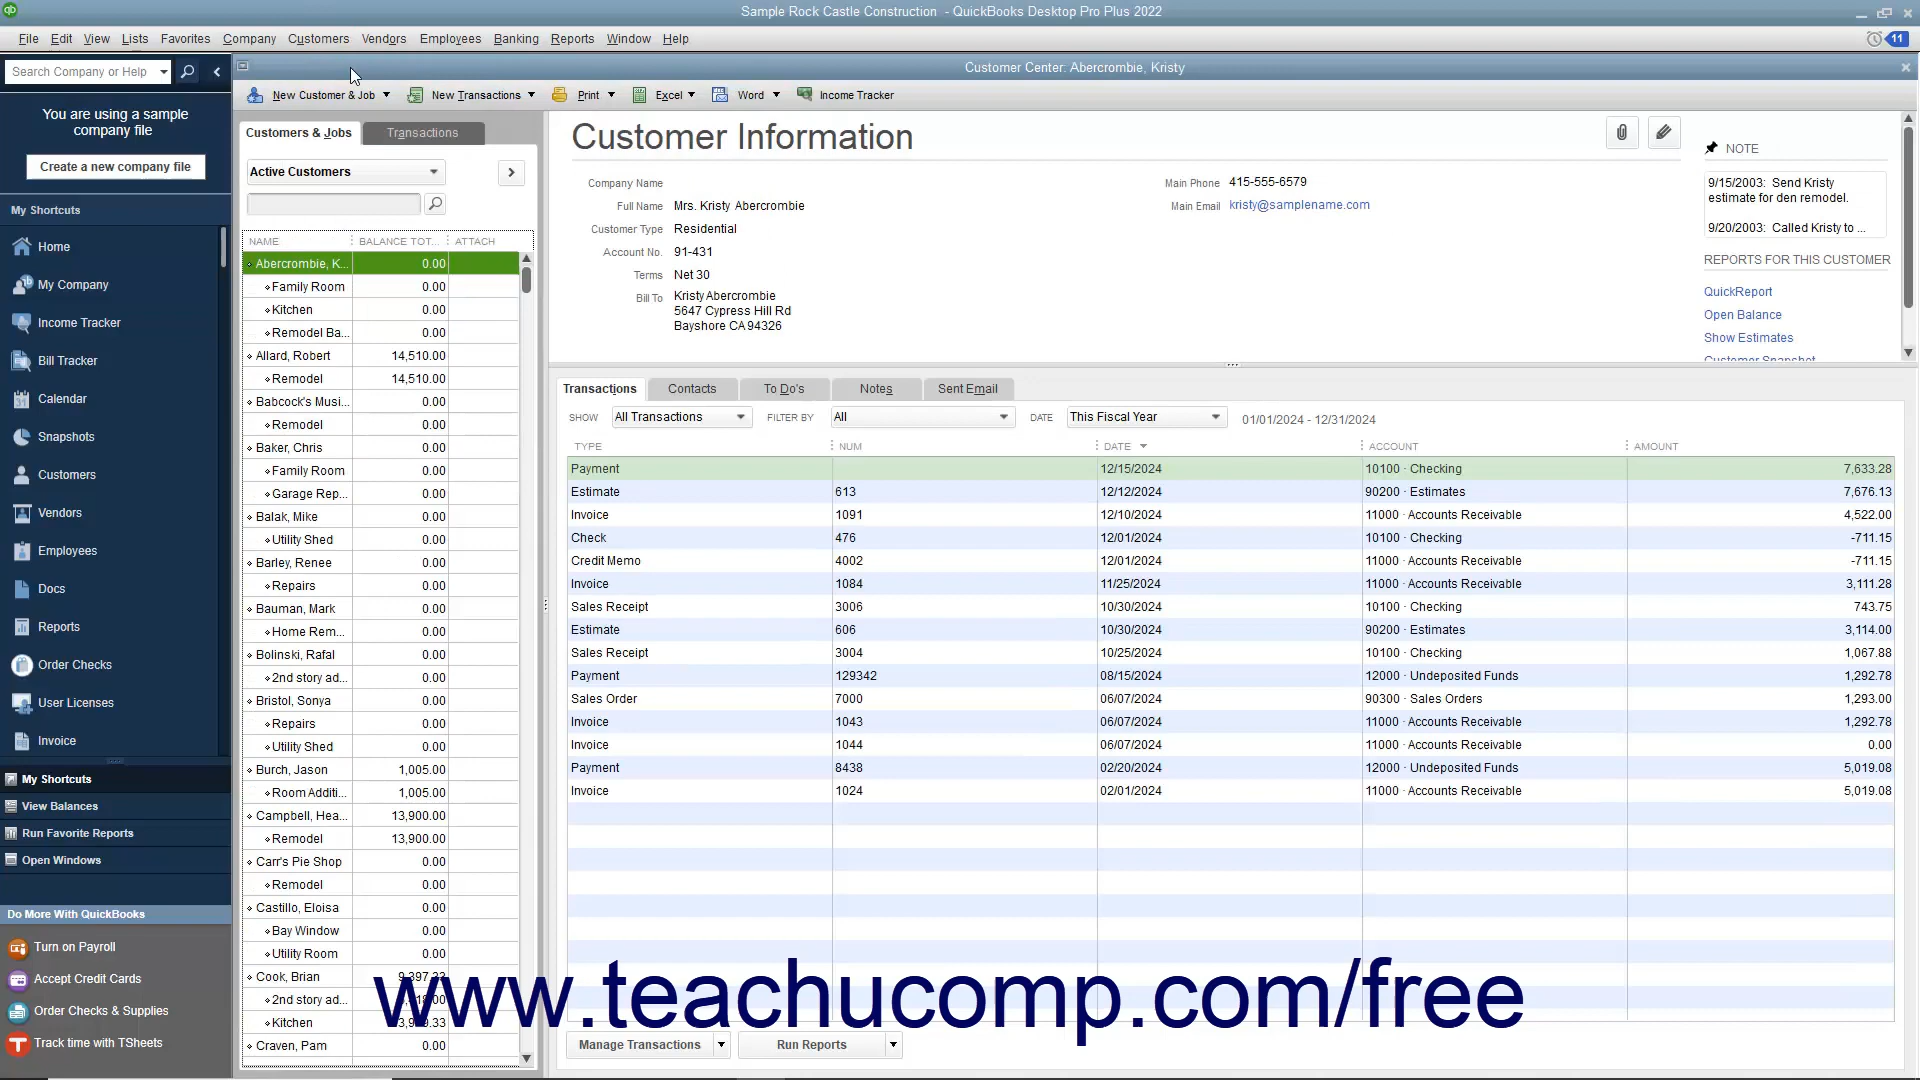 Sample Rock Castle Construction - QuickBooks Desktop Pro Plus 2022
File Edit View Lists Favorites Company Customers Vendors Employees Banking Reports Window Help
11
Search Company or Help
Customer Center: Abercrombie, Kristy
New Customer & Job New Transactions Print Excel Word Income Tracker
You are using a sample
company file
Create a new company file
My Shortcuts
Home
My Company
Income Tracker
Bill Tracker
Calendar
Snapshots
Customers
Vendors
Employees
Docs
Reports
Order Checks
User Licenses
Invoice
My Shortcuts
View Balances
Run Favorite Reports
Open Windows
Do More With QuickBooks
Turn on Payroll
Accept Credit Cards
Order Checks & Supplies
Track time with TSheets
Customers & Jobs Transactions
Active Customers
NAME BALANCE TOT... ATTACH
Abercrombie, K... 0.00
Family Room 0.00
Kitchen 0.00
Remodel Ba... 0.00
Allard, Robert 14,510.00
Remodel 14,510.00
Babcock's Musi... 0.00
Remodel 0.00
Baker, Chris 0.00
Family Room 0.00
Garage Rep... 0.00
Balak, Mike 0.00
Utility Shed 0.00
Barley, Renee 0.00
Repairs 0.00
Bauman, Mark 0.00
Home Rem... 0.00
Bolinski, Rafal 0.00
2nd story ad... 0.00
Bristol, Sonya 0.00
Repairs 0.00
Utility Shed 0.00
Burch, Jason 1,005.00
Room Additi... 1,005.00
Campbell, Hea... 13,900.00
Remodel 13,900.00
Carr's Pie Shop 0.00
Remodel 0.00
Castillo, Eloisa 0.00
Bay Window 0.00
Utility Room 0.00
Cook, Brian
2nd story ad...
Kitchen
Craven, Pam 0.00
Customer Information
Company Name
Full Name Mrs. Kristy Abercrombie
Customer Type Residential
Account No. 91-431
Terms Net 30
Bill To Kristy Abercrombie
5647 Cypress Hill Rd
Bayshore CA 94326
Main Phone 415-555-6579
Main Email kristy@samplename.com
NOTE
9/15/2003: Send Kristy
estimate for den remodel.
9/20/2003: Called Kristy to ...
REPORTS FOR THIS CUSTOMER
QuickReport
Open Balance
Show Estimates
Customer Snapshot
Transactions Contacts To Do's Notes Sent Email
SHOW All Transactions FILTER BY All DATE This Fiscal Year 01/01/2024 - 12/31/2024
TYPE NUM DATE ACCOUNT AMOUNT
Payment 12/15/2024 10100 · Checking 7,633.28
Estimate 613 12/12/2024 90200 · Estimates 7,676.13
Invoice 1091 12/10/2024 11000 · Accounts Receivable 4,522.00
Check 476 12/01/2024 10100 · Checking -711.15
Credit Memo 4002 12/01/2024 11000 · Accounts Receivable -711.15
Invoice 1084 11/25/2024 11000 · Accounts Receivable 3,111.28
Sales Receipt 3006 10/30/2024 10100 · Checking 743.75
Estimate 606 10/30/2024 90200 · Estimates 3,114.00
Sales Receipt 3004 10/25/2024 10100 · Checking 1,067.88
Payment 129342 08/15/2024 12000 · Undeposited Funds 1,292.78
Sales Order 7000 06/07/2024 90300 · Sales Orders 1,293.00
Invoice 1043 06/07/2024 11000 · Accounts Receivable 1,292.78
Invoice 1044 06/07/2024 11000 · Accounts Receivable 0.00
Payment 8438 02/20/2024 12000 · Undeposited Funds 5,019.08
Invoice 1024 02/01/2024 11000 · Accounts Receivable 5,019.08
www.teachucomp.com/free
Manage Transactions Run Reports